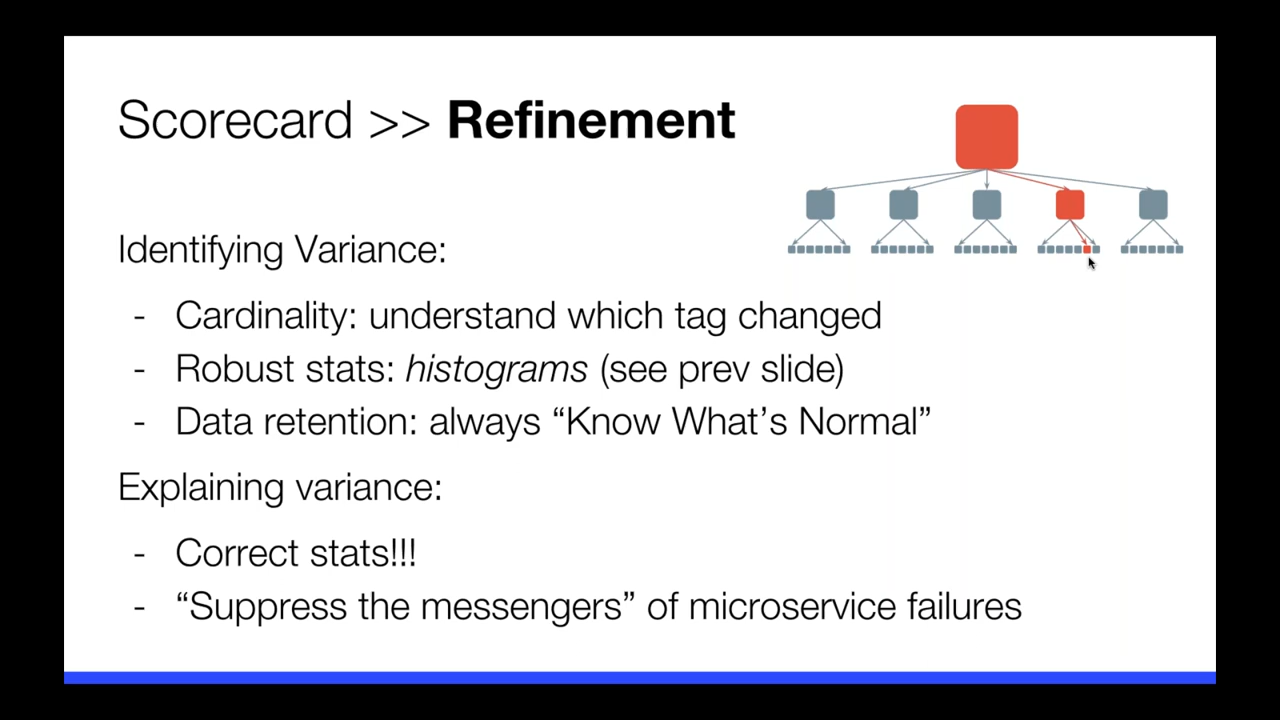 Scorecard >> Refinement
Identifying Variance:
- Cardinality: understand which tag changed
- Robust stats: histograms (see prev slide)
- Data retention: always “Know What’s Normal”
Explaining variance:
- Correct stats!!!
- “Suppress the messengers” of microservice failures